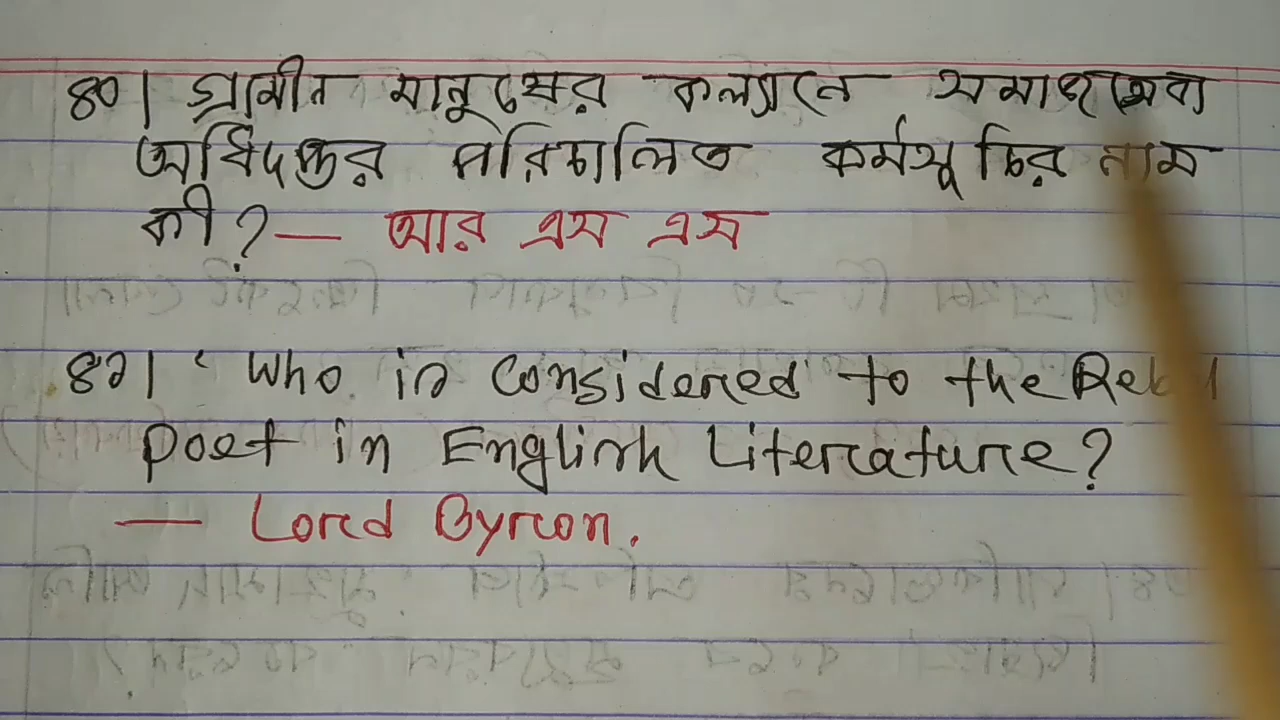 ৪০। গ্রামীন মানুষের কল্যানে সমাজসেবা
অধিদপ্তর পরিচালিত কর্মসূচির নাম
কী? — আর এস এস
৪২। ‘ Who is Considered to the Rebel
Poet in English Literature?
— Lord Byron.